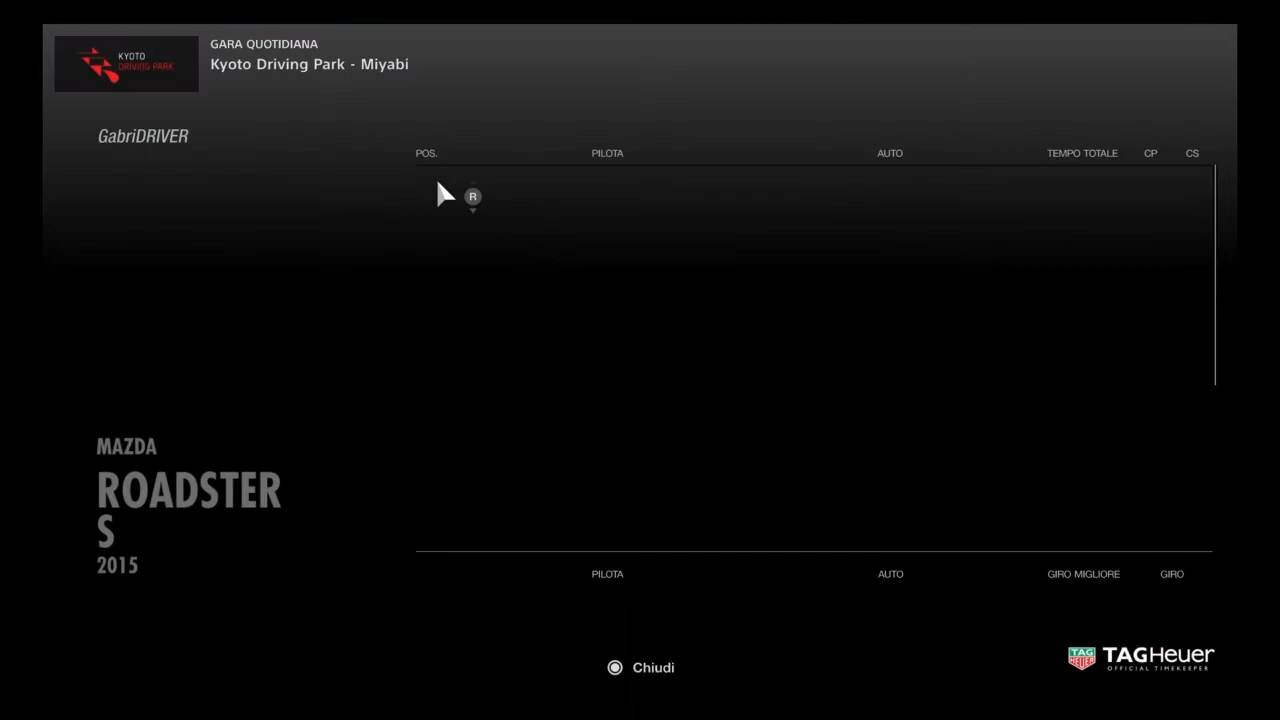 KYOTO
DRIVING PARK
GARA QUOTIDIANA
Kyoto Driving Park - Miyabi
GabriDRIVER
POS. PILOTA AUTO TEMPO TOTALE CP CS
R
MAZDA
ROADSTER
S
2015
PILOTA AUTO GIRO MIGLIORE GIRO
Chiudi
TAG
HEUER
TAGHeuer
OFFICIAL TIMEKEEPER